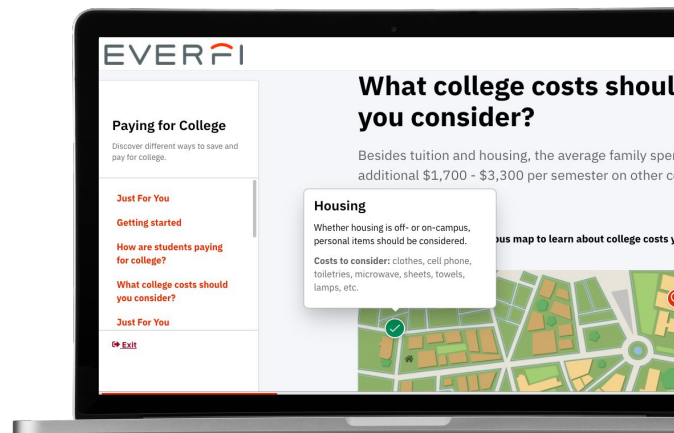 EVERFI
Paying for College
Discover different ways to save and
pay for college.
Just For You
Getting started
How are students paying
for college?
What college costs should
you consider?
Just For You
Exit
What college costs shoul
you consider?
Besides tuition and housing, the average family spe
additional $1,700 - $3,300 per semester on other c
Housing
Whether housing is off- or on-campus,
personal items should be considered.
Costs to consider: clothes, cell phone,
toiletries, microwave, sheets, towels,
lamps, etc.
pus map to learn about college costs y